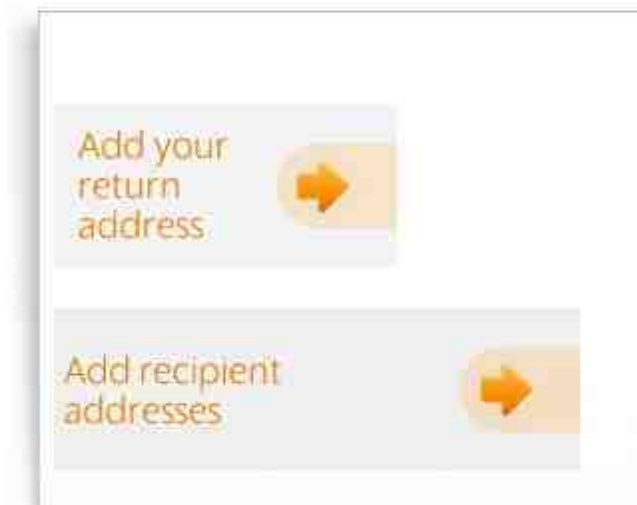 Add your
return
address
Add recipient
addresses